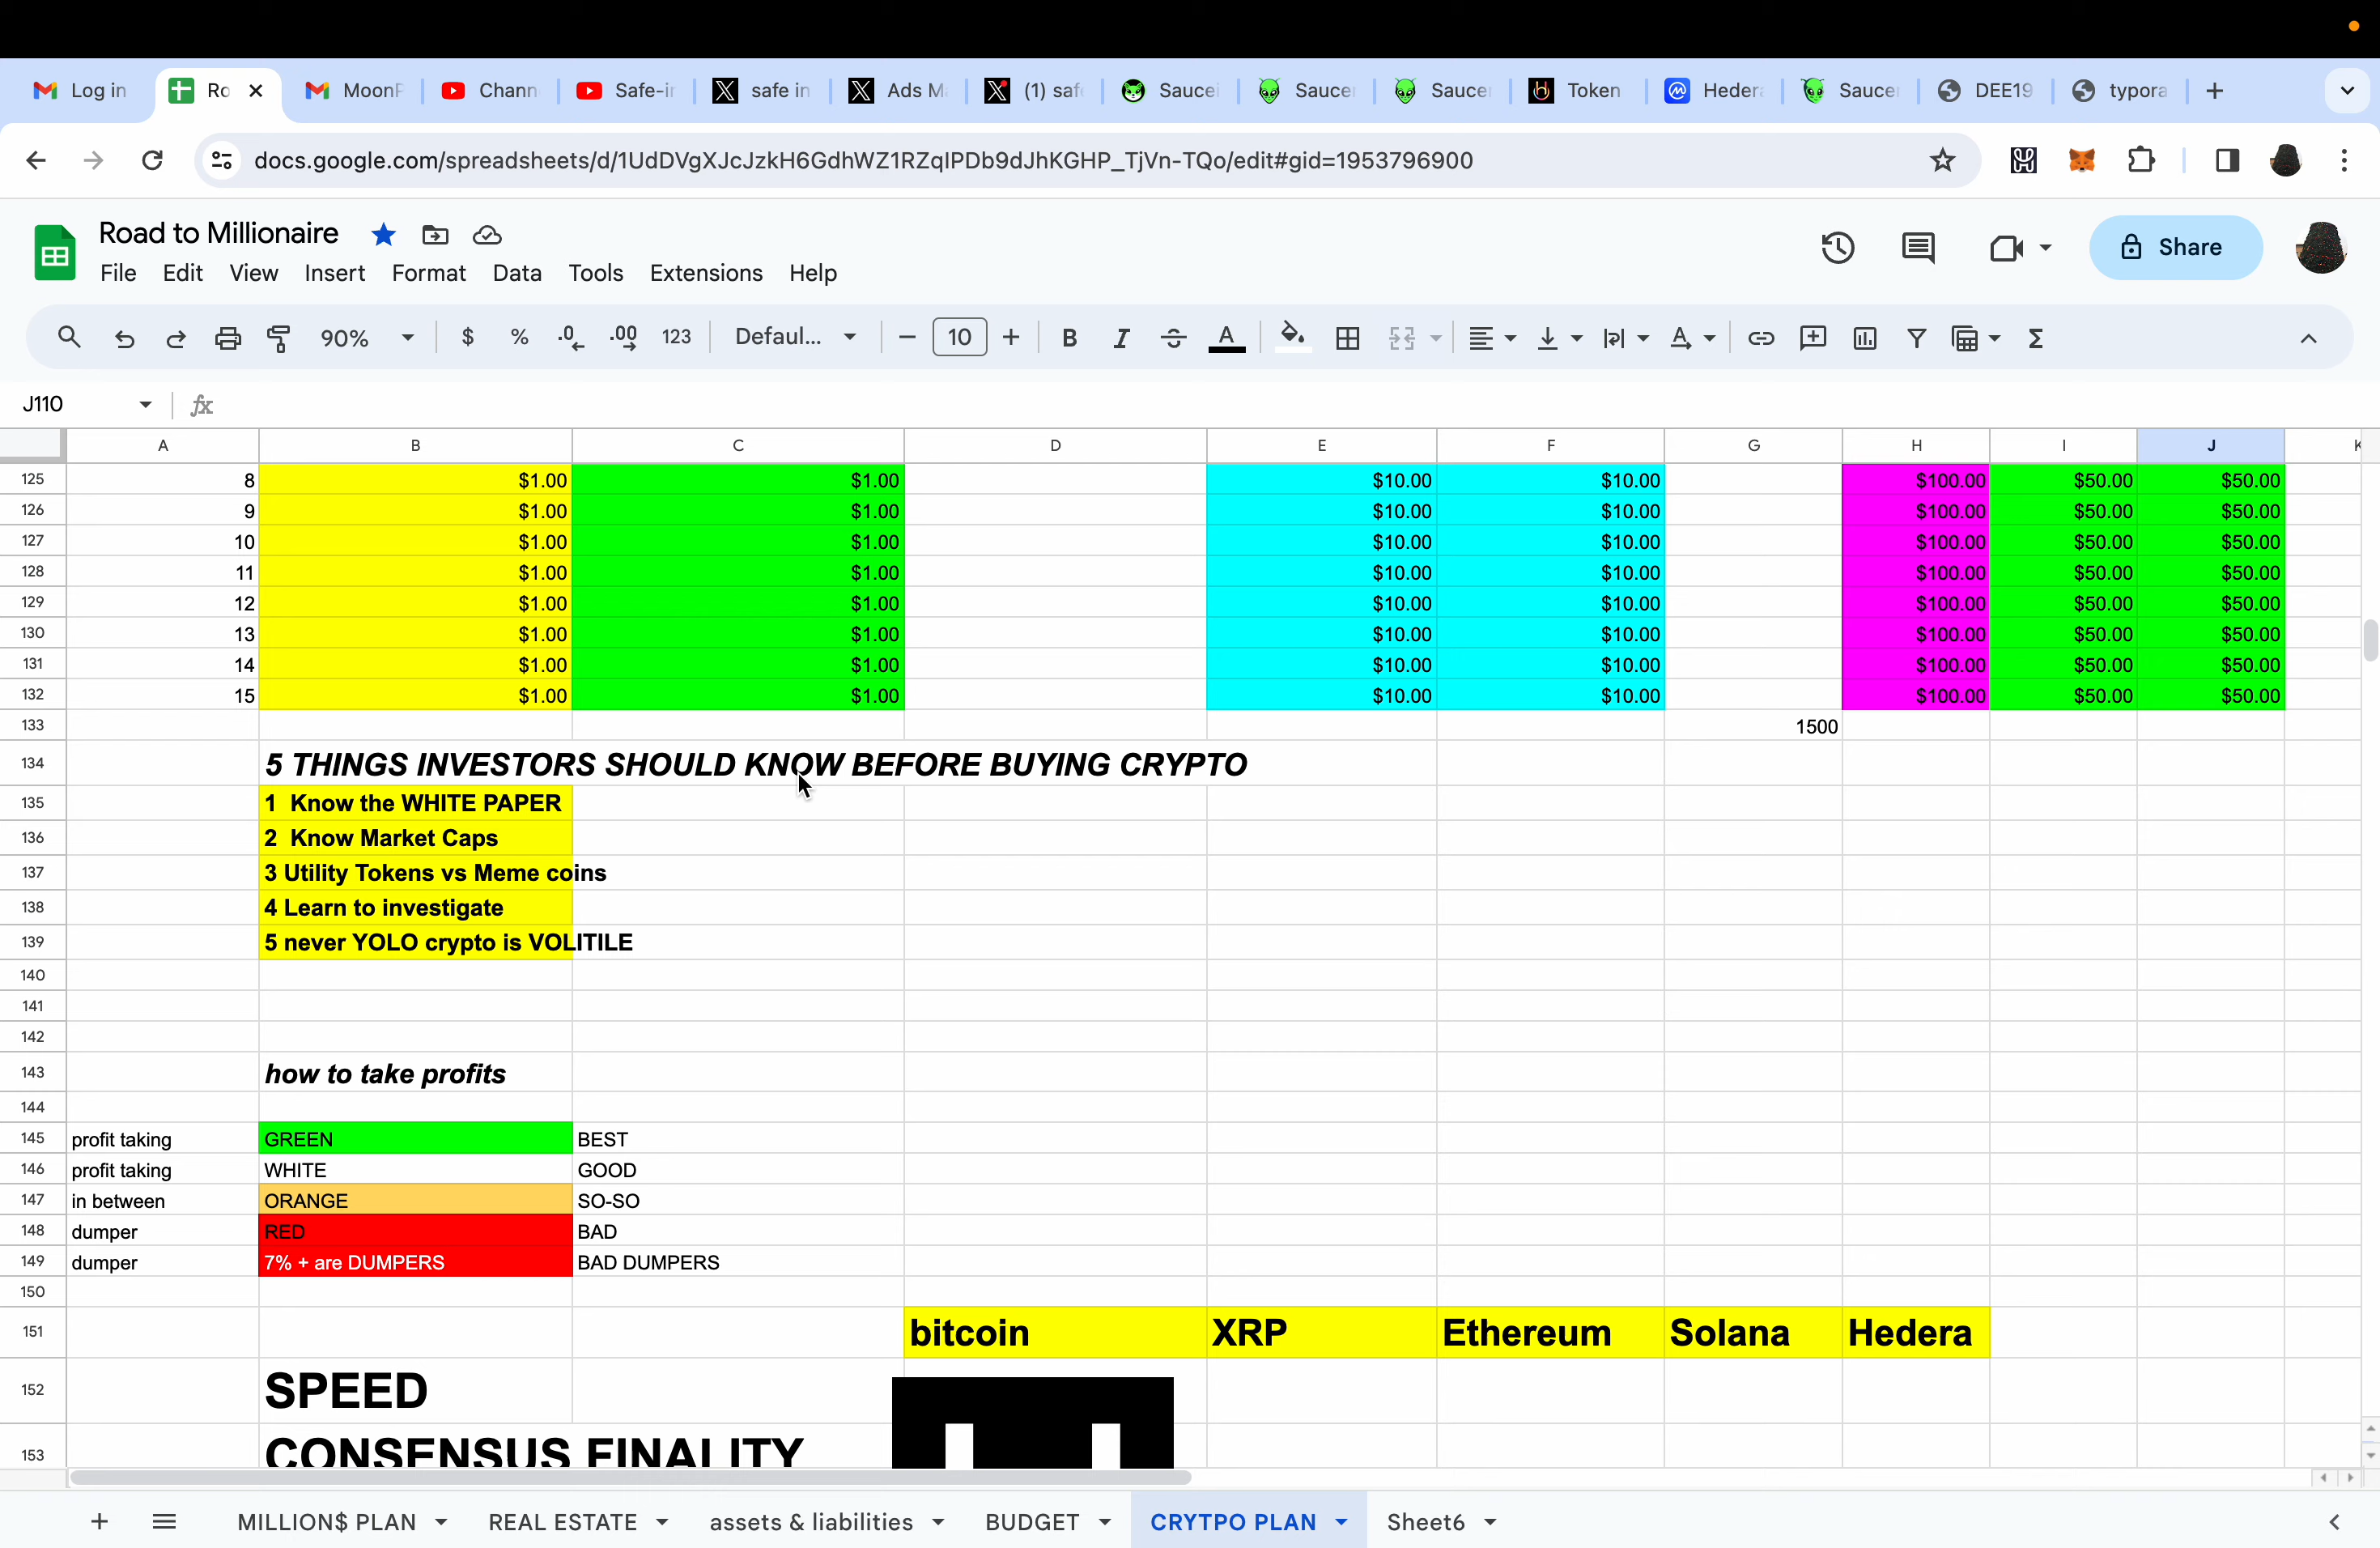 Log in Ro MoonP Chann Safe-in safe in Ads M (1) safe Sauce Sauce Sauce Token Heder Sauce DEE19 typora
docs.google.com/spreadsheets/d/1UdDVgXJcJzkH6GdhWZ1RZqIPDb9dJhKGHP_TjVn-TQo/edit#gid=1953796900
Road to Millionaire
File Edit View Insert Format Data Tools Extensions Help
Share
90% $ % .0 .00 123 Defaul... 10 B I A
J110 fx
A B C D E F G H I J K
125 8 $1.00 $1.00 $10.00 $10.00 $100.00 $50.00 $50.00
126 9 $1.00 $1.00 $10.00 $10.00 $100.00 $50.00 $50.00
127 10 $1.00 $1.00 $10.00 $10.00 $100.00 $50.00 $50.00
128 11 $1.00 $1.00 $10.00 $10.00 $100.00 $50.00 $50.00
129 12 $1.00 $1.00 $10.00 $10.00 $100.00 $50.00 $50.00
130 13 $1.00 $1.00 $10.00 $10.00 $100.00 $50.00 $50.00
131 14 $1.00 $1.00 $10.00 $10.00 $100.00 $50.00 $50.00
132 15 $1.00 $1.00 $10.00 $10.00 $100.00 $50.00 $50.00
133 1500
134 5 THINGS INVESTORS SHOULD KNOW BEFORE BUYING CRYPTO
135 1 Know the WHITE PAPER
136 2 Know Market Caps
137 3 Utility Tokens vs Meme coins
138 4 Learn to investigate
139 5 never YOLO crypto is VOLITILE
140
141
142
143 how to take profits
144
145 profit taking GREEN BEST
146 profit taking WHITE GOOD
147 in between ORANGE SO-SO
148 dumper RED BAD
149 dumper 7% + are DUMPERS BAD DUMPERS
150
151 bitcoin XRP Ethereum Solana Hedera
152 SPEED
153 CONSENSUS FINALITY
MILLION$ PLAN REAL ESTATE assets & liabilities BUDGET CRYTPO PLAN Sheet6